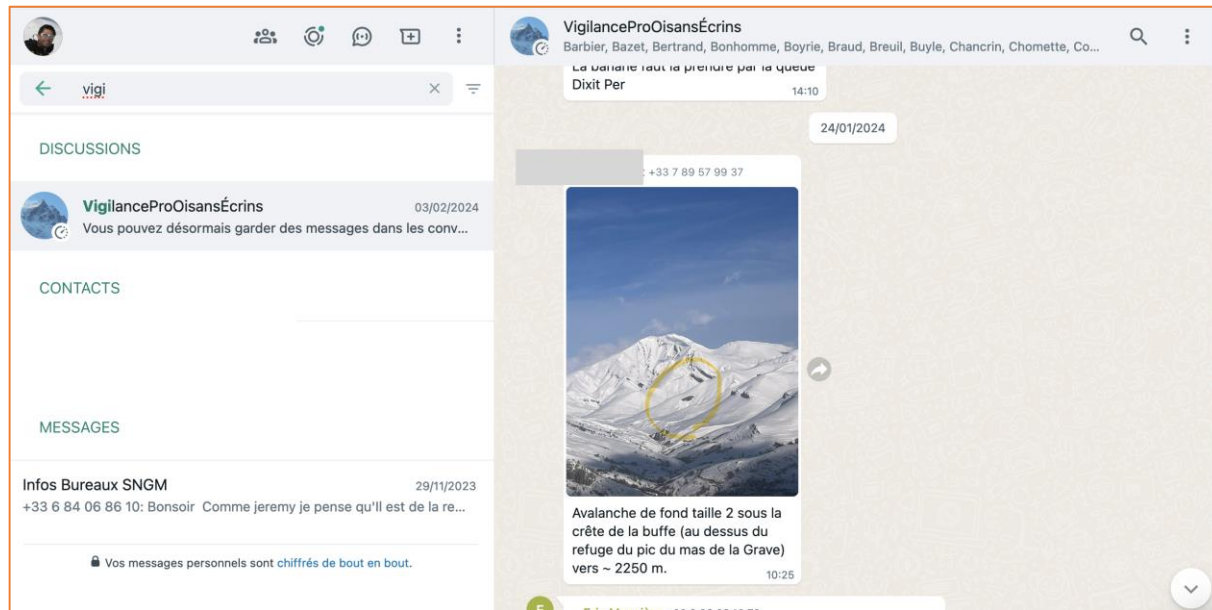 vigi
DISCUSSIONS
VigilanceProOisansÉcrins 03/02/2024
Vous pouvez désormais garder des messages dans les conv...
CONTACTS
MESSAGES
Infos Bureaux SNGM 29/11/2023
+33 6 84 06 86 10: Bonsoir Comme jeremy je pense qu'Il est de la re...
Vos messages personnels sont chiffrés de bout en bout.
VigilanceProOisansÉcrins
Barbier, Bazet, Bertrand, Bonhomme, Boyrie, Braud, Breuil, Buyle, Chancrin, Chomette, Co...
La banane faut la prendre par la queue
Dixit Per
14:10
24/01/2024
+33 7 89 57 99 37
Avalanche de fond taille 2 sous la
crête de la buffe (au dessus du
refuge du pic du mas de la Grave)
vers ~ 2250 m.
10:25